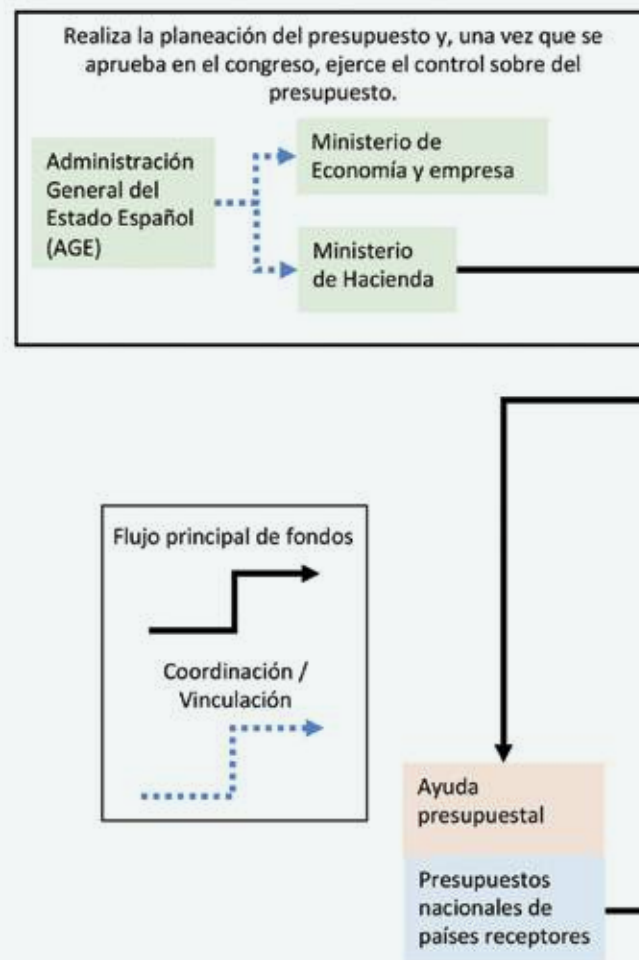 Realiza la planeación del presupuesto y, una vez que se
aprueba en el congreso, ejerce el control sobre del
presupuesto.
Administración
General del
Estado Español
(AGE)
Ministerio de
Economía y empresa
Ministerio
de Hacienda
Flujo principal de fondos
Coordinación /
Vinculación
Ayuda
presupuestal
Presupuestos
nacionales de
países receptores